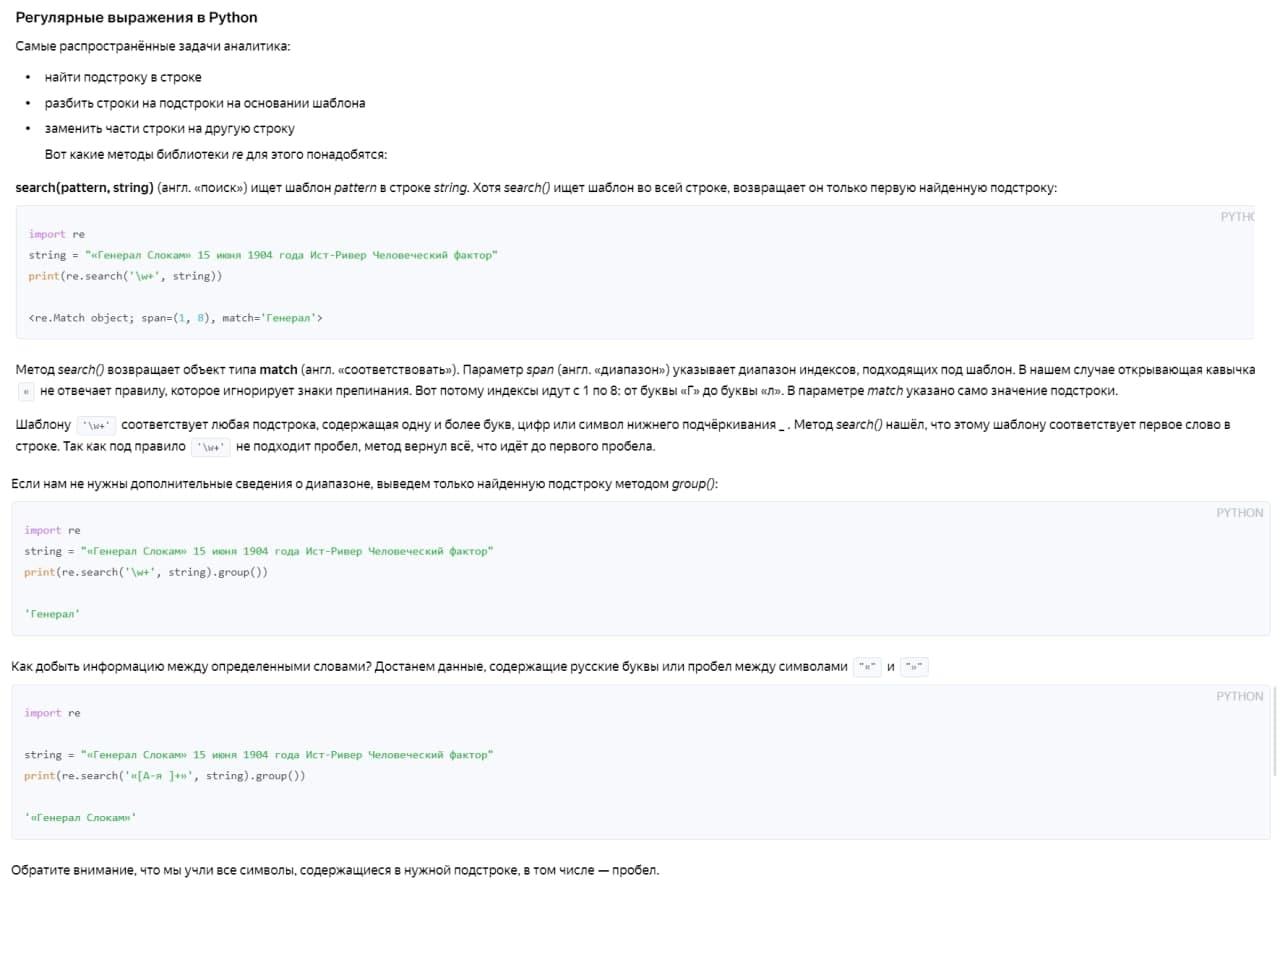 Регулярные выражения в Python
Самые распространённые задачи аналитика:
• найти подстроку в строке
• разбить строки на подстроки на основании шаблона
• заменить части строки на другую строку
Вот какие методы библиотеки re для этого понадобятся:
search(pattern, string) (англ. «поиск») ищет шаблон pattern в строке string. Хотя search() ищет шаблон во всей строке, возвращает он только первую найденную подстроку:
PYTHO
import re
string = "«Генерал Слокам» 15 июня 1904 года Ист-Ривер Человеческий фактор"
print(re.search('\w+', string))
<re.Match object; span=(1, 8), match='Генерал'>
Метод search() возвращает объект типа match (англ. «соответствовать»). Параметр span (англ. «диапазон») указывает диапазон индексов, подходящих под шаблон. В нашем случае открывающая кавычка
« не отвечает правилу, которое игнорирует знаки препинания. Вот потому индексы идут с 1 по 8: от буквы «Г» до буквы «л». В параметре match указано само значение подстроки.
Шаблону '\w+' соответствует любая подстрока, содержащая одну и более букв, цифр или символ нижнего подчёркивания _ . Метод search() нашёл, что этому шаблону соответствует первое слово в
строке. Так как под правило '\w+' не подходит пробел, метод вернул всё, что идёт до первого пробела.
Если нам не нужны дополнительные сведения о диапазоне, выведем только найденную подстроку методом group():
PYTHON
import re
string = "«Генерал Слокам» 15 июня 1904 года Ист-Ривер Человеческий фактор"
print(re.search('\w+', string).group())
'Генерал'
Как добыть информацию между определенными словами? Достанем данные, содержащие русские буквы или пробел между символами "«" и "»"
PYTHON
import re
string = "«Генерал Слокам» 15 июня 1904 года Ист-Ривер Человеческий фактор"
print(re.search('«[А-я ]+»', string).group())
'«Генерал Слокам»'
Обратите внимание, что мы учли все символы, содержащиеся в нужной подстроке, в том числе — пробел.